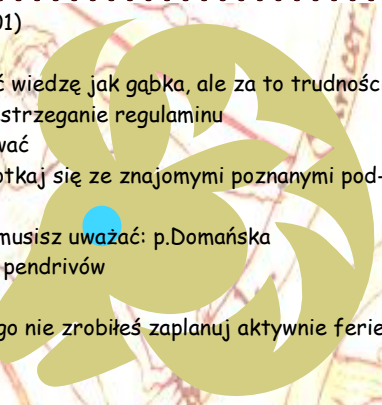 01)
ć wiedzę jak gąbka, ale za to trudnośc
strzeganie regulaminu
wać
otkaj się ze znajomymi poznanymi pod-
musisz uważać: p.Domańska
pendrivów
go nie zrobiłeś zaplanuj aktywnie ferie